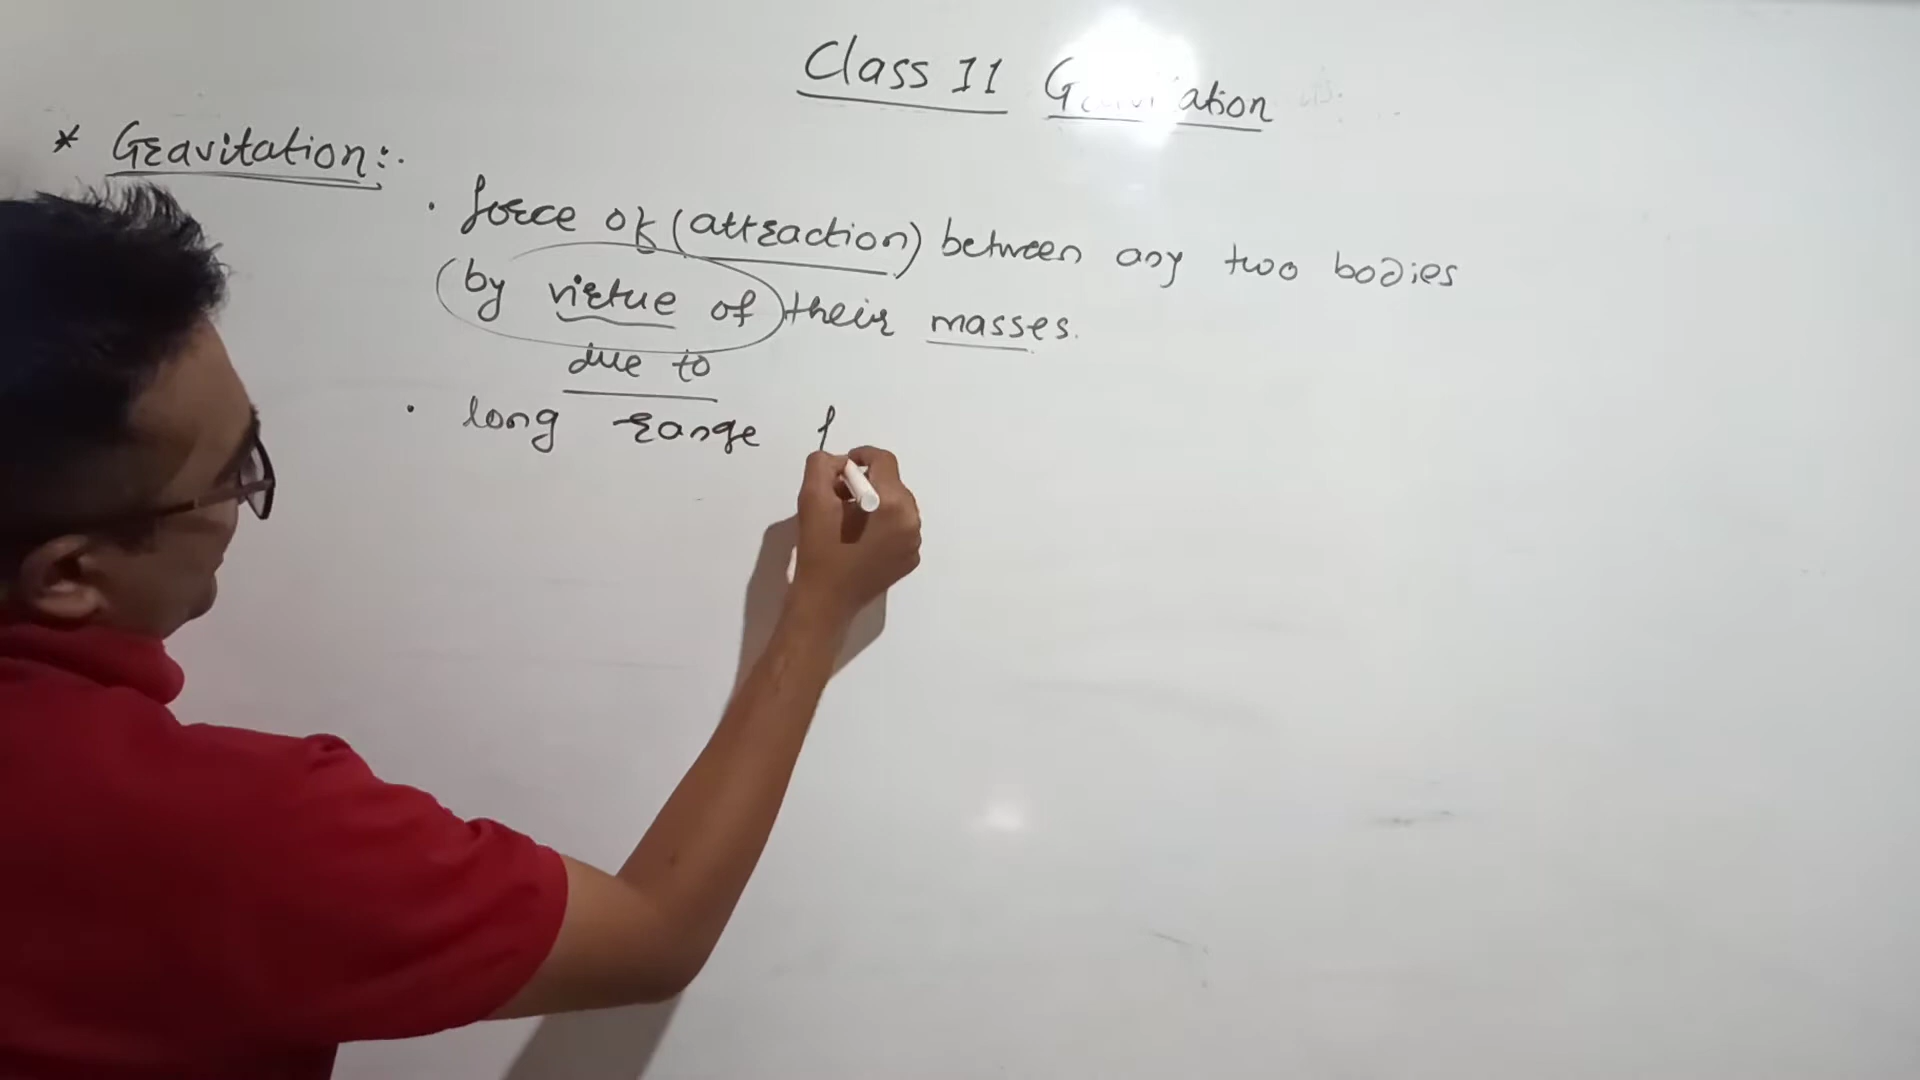 Class 11 Gravitation
* Gravitation:.
. force of (attraction) between any two bodies
(by virtue of) their masses.
due to
. long range f